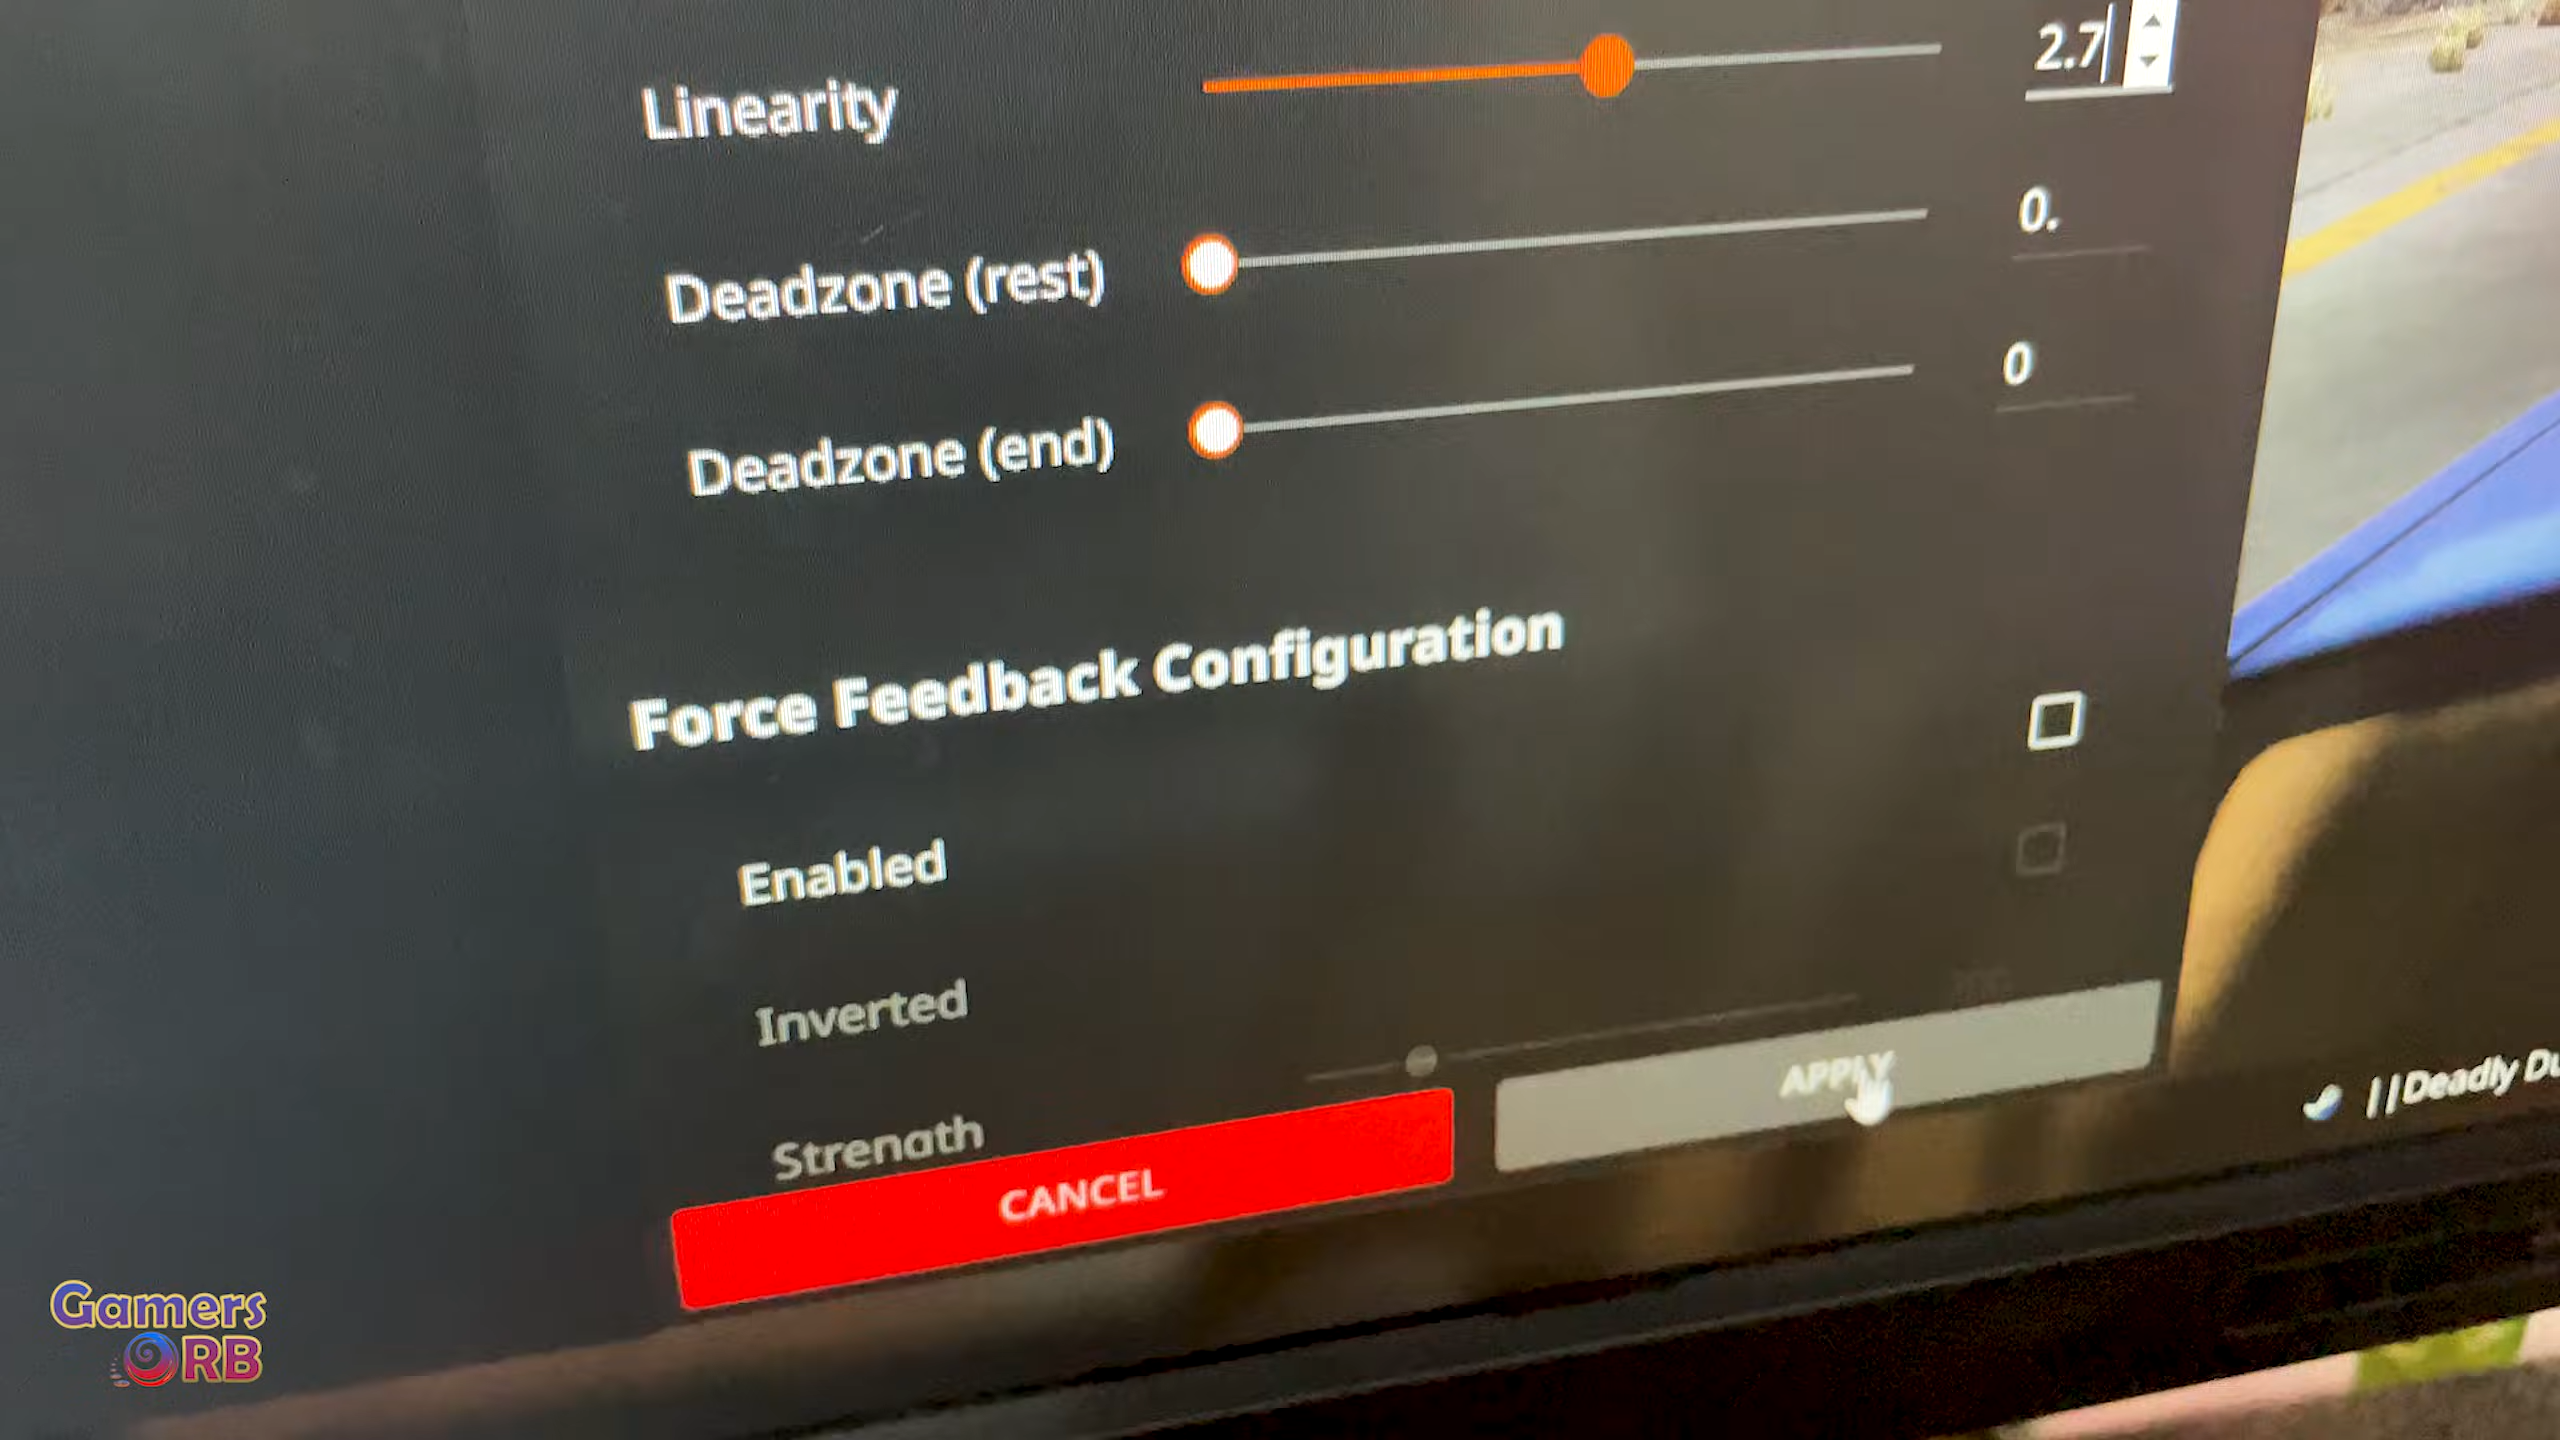 Linearity
2.7
Deadzone (rest)
0.
Deadzone (end)
0
Force Feedback Configuration
Enabled
Inverted
Strength
CANCEL
APPLY
||Deadly Du
Gamers
ORB